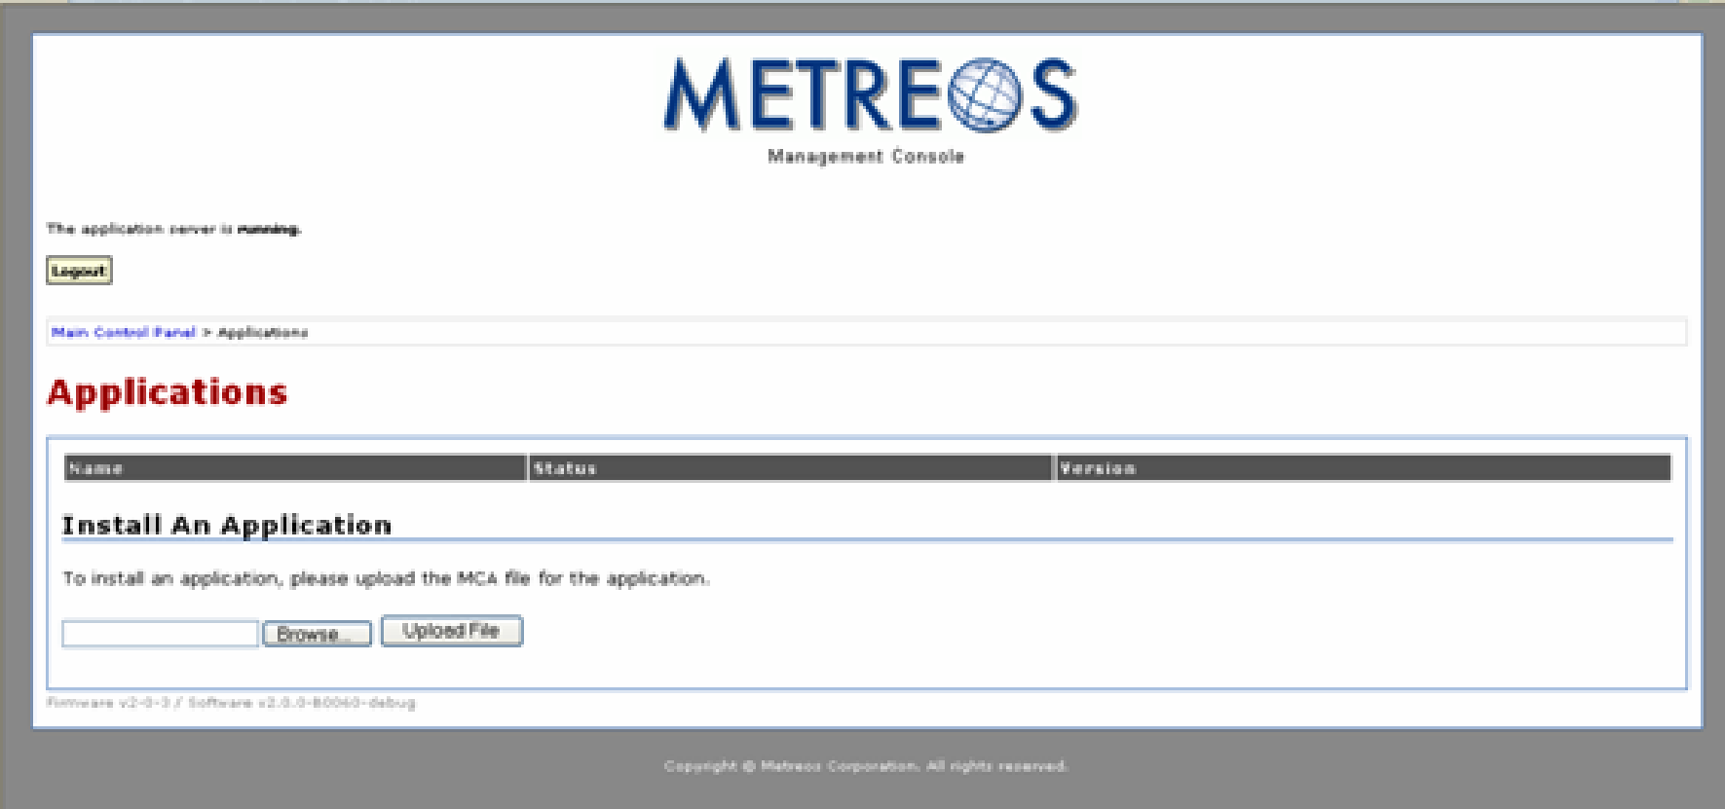 METREOS
Management Console
The application server is running.
Logout
Main Control Panel > Applications
Applications
Name Status Version
Install An Application
To install an application, please upload the MCA file for the application.
Browse... Upload File
Firmware v2-0-3 / Software v2.0.0-B0060-debug
Copyright © Metreos Corporation. All rights reserved.